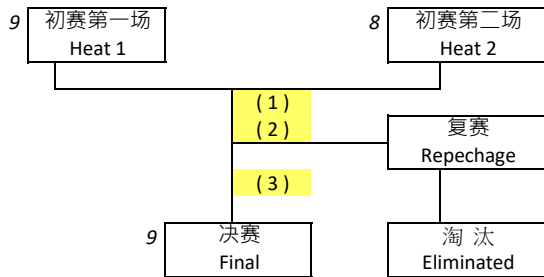 9 初赛第一场 8 初赛第二场
Heat 1 Heat 2
( 1 )
( 2 ) 复赛
Repechage
( 3 )
9 决赛 淘 汰
Final Eliminated